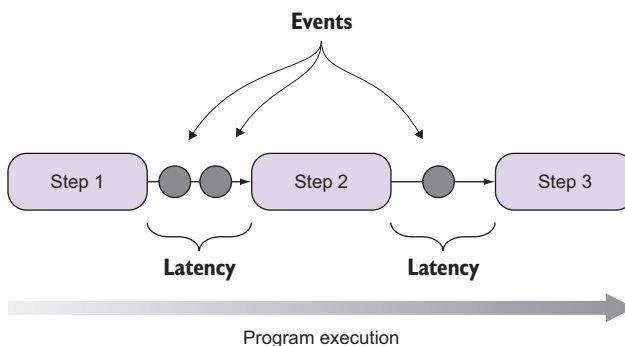 Events
Step 1
Step 2
Step 3
Latency
Latency
Program execution